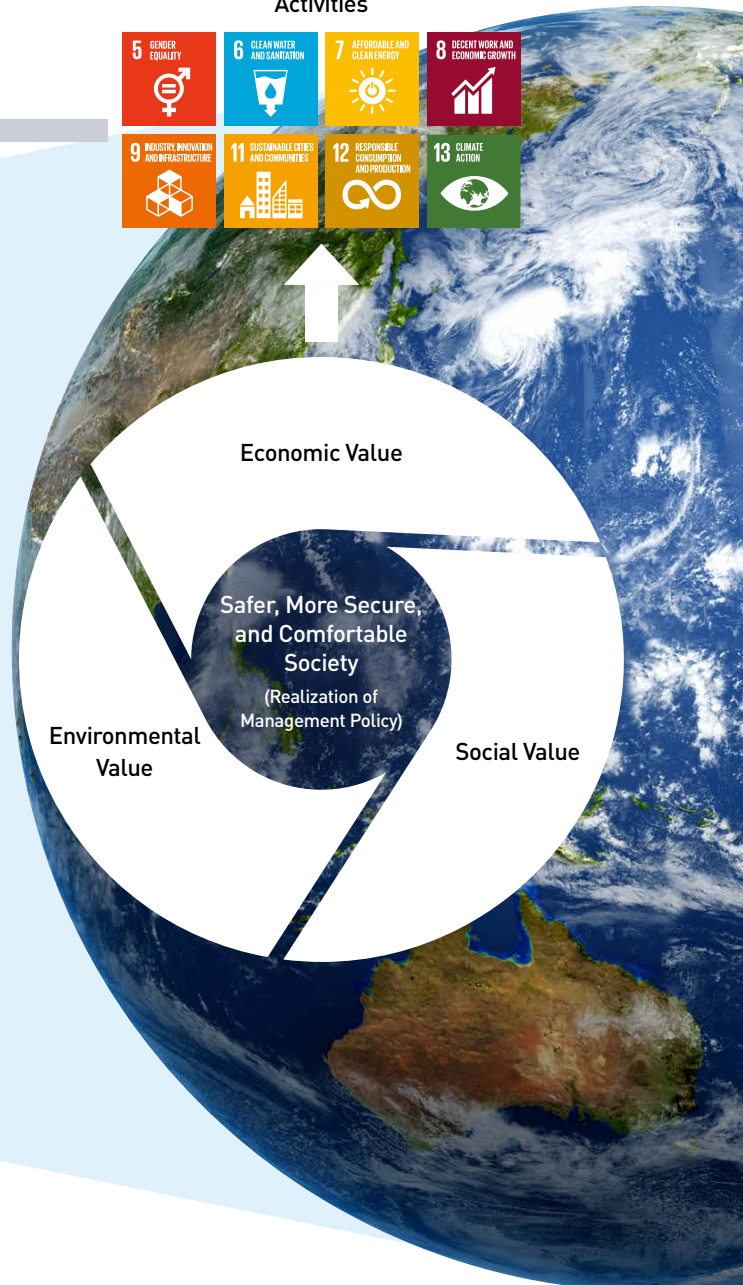 Activities
5 GENDER
EQUALITY
6 CLEAN WATER
AND SANITATION
7 AFFORDABLE AND
CLEAN ENERGY
8 DECENT WORK AND
ECONOMIC GROWTH
9 INDUSTRY, INNOVATION
AND INFRASTRUCTURE
11 SUSTAINABLE CITIES
AND COMMUNITIES
12 RESPONSIBLE
CONSUMPTION
AND PRODUCTION
13 CLIMATE
ACTION
Economic Value
Safer, More Secure,
and Comfortable
Society
(Realization of
Management Policy)
Environmental
Value
Social Value